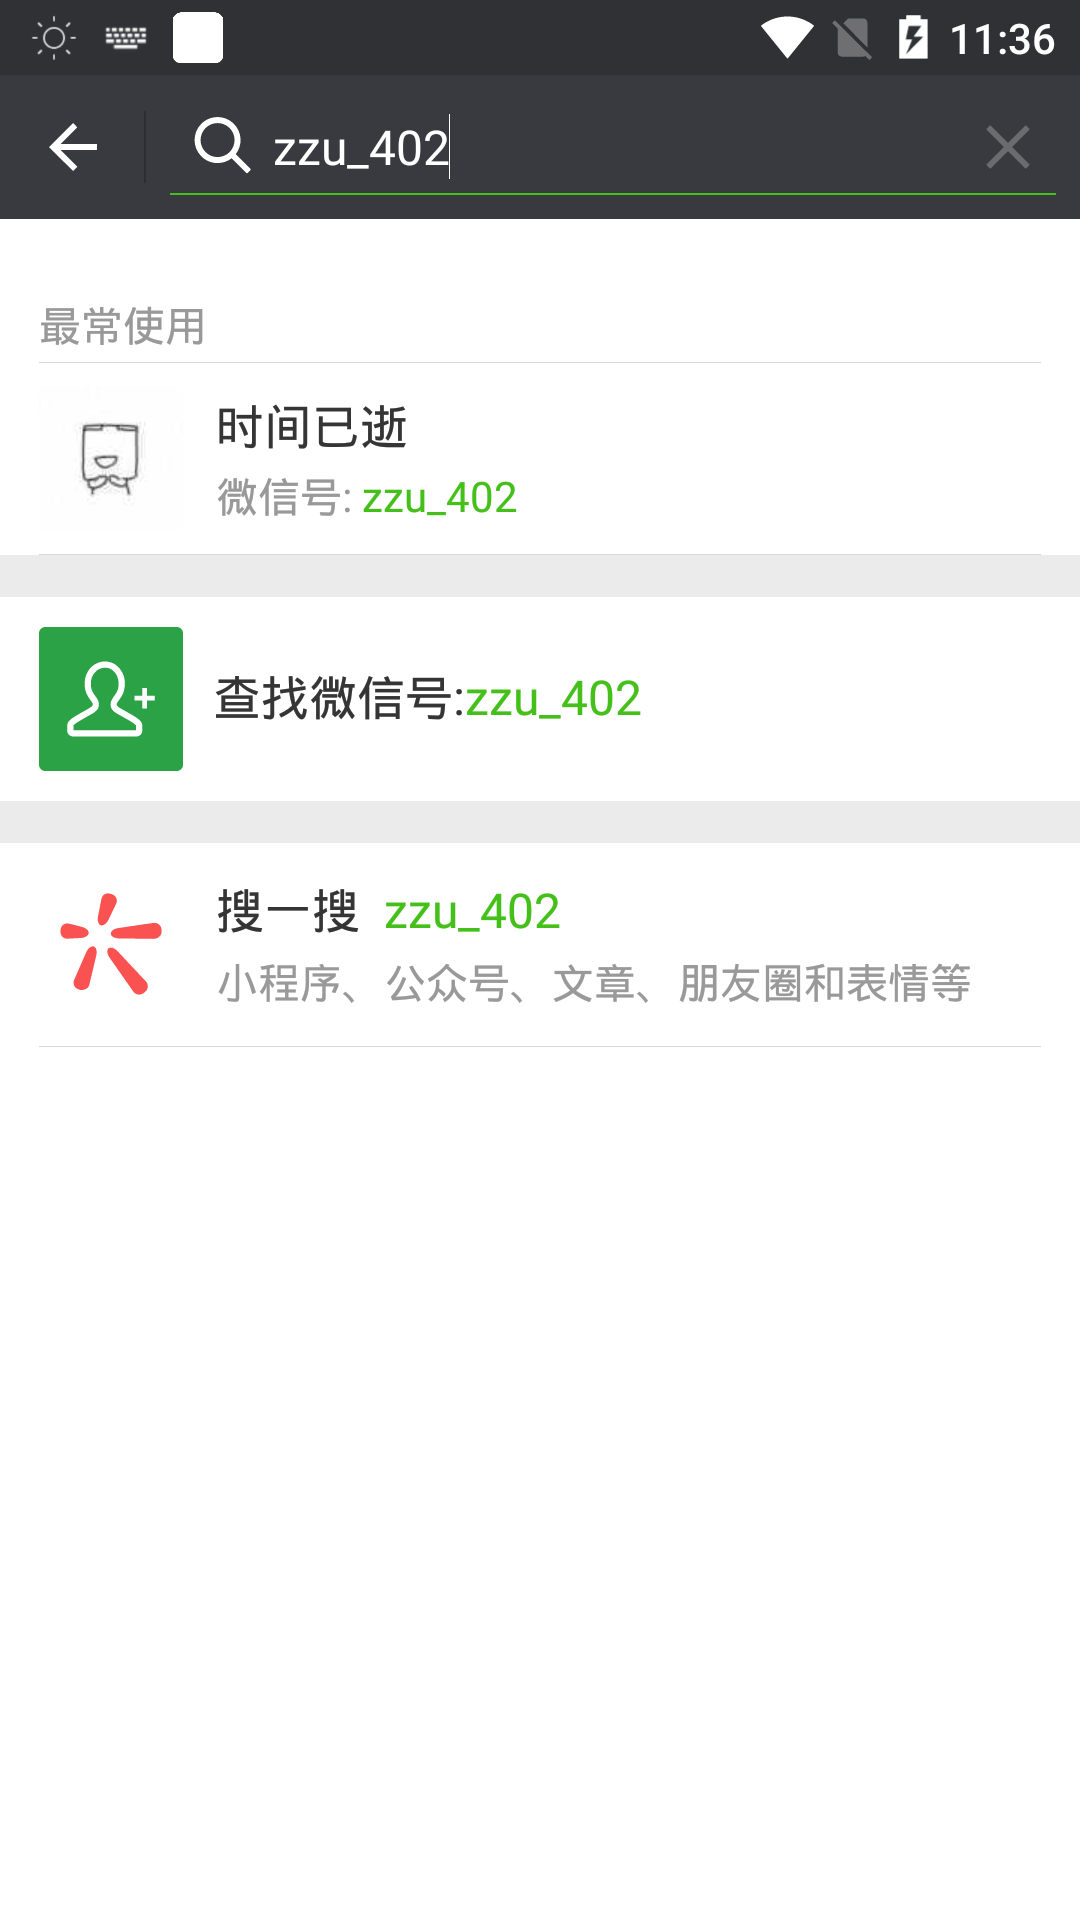 11:36
zzu_402
最常使用
时间已逝
微信号: zzu_402
查找微信号:zzu_402
搜一搜 zzu_402
小程序、公众号、文章、朋友圈和表情等